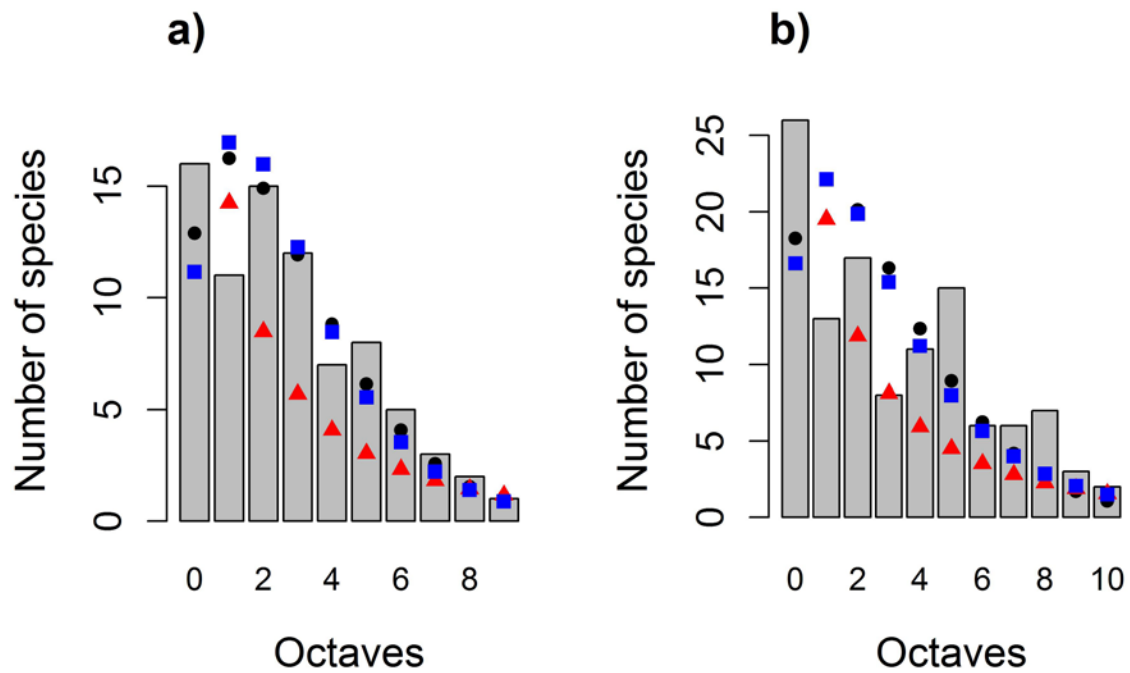 a)
Number of species
0 5 10 15
0 2 4 6 8
Octaves
b)
Number of species
0 5 10 15 20 25
0 2 4 6 8 10
Octaves